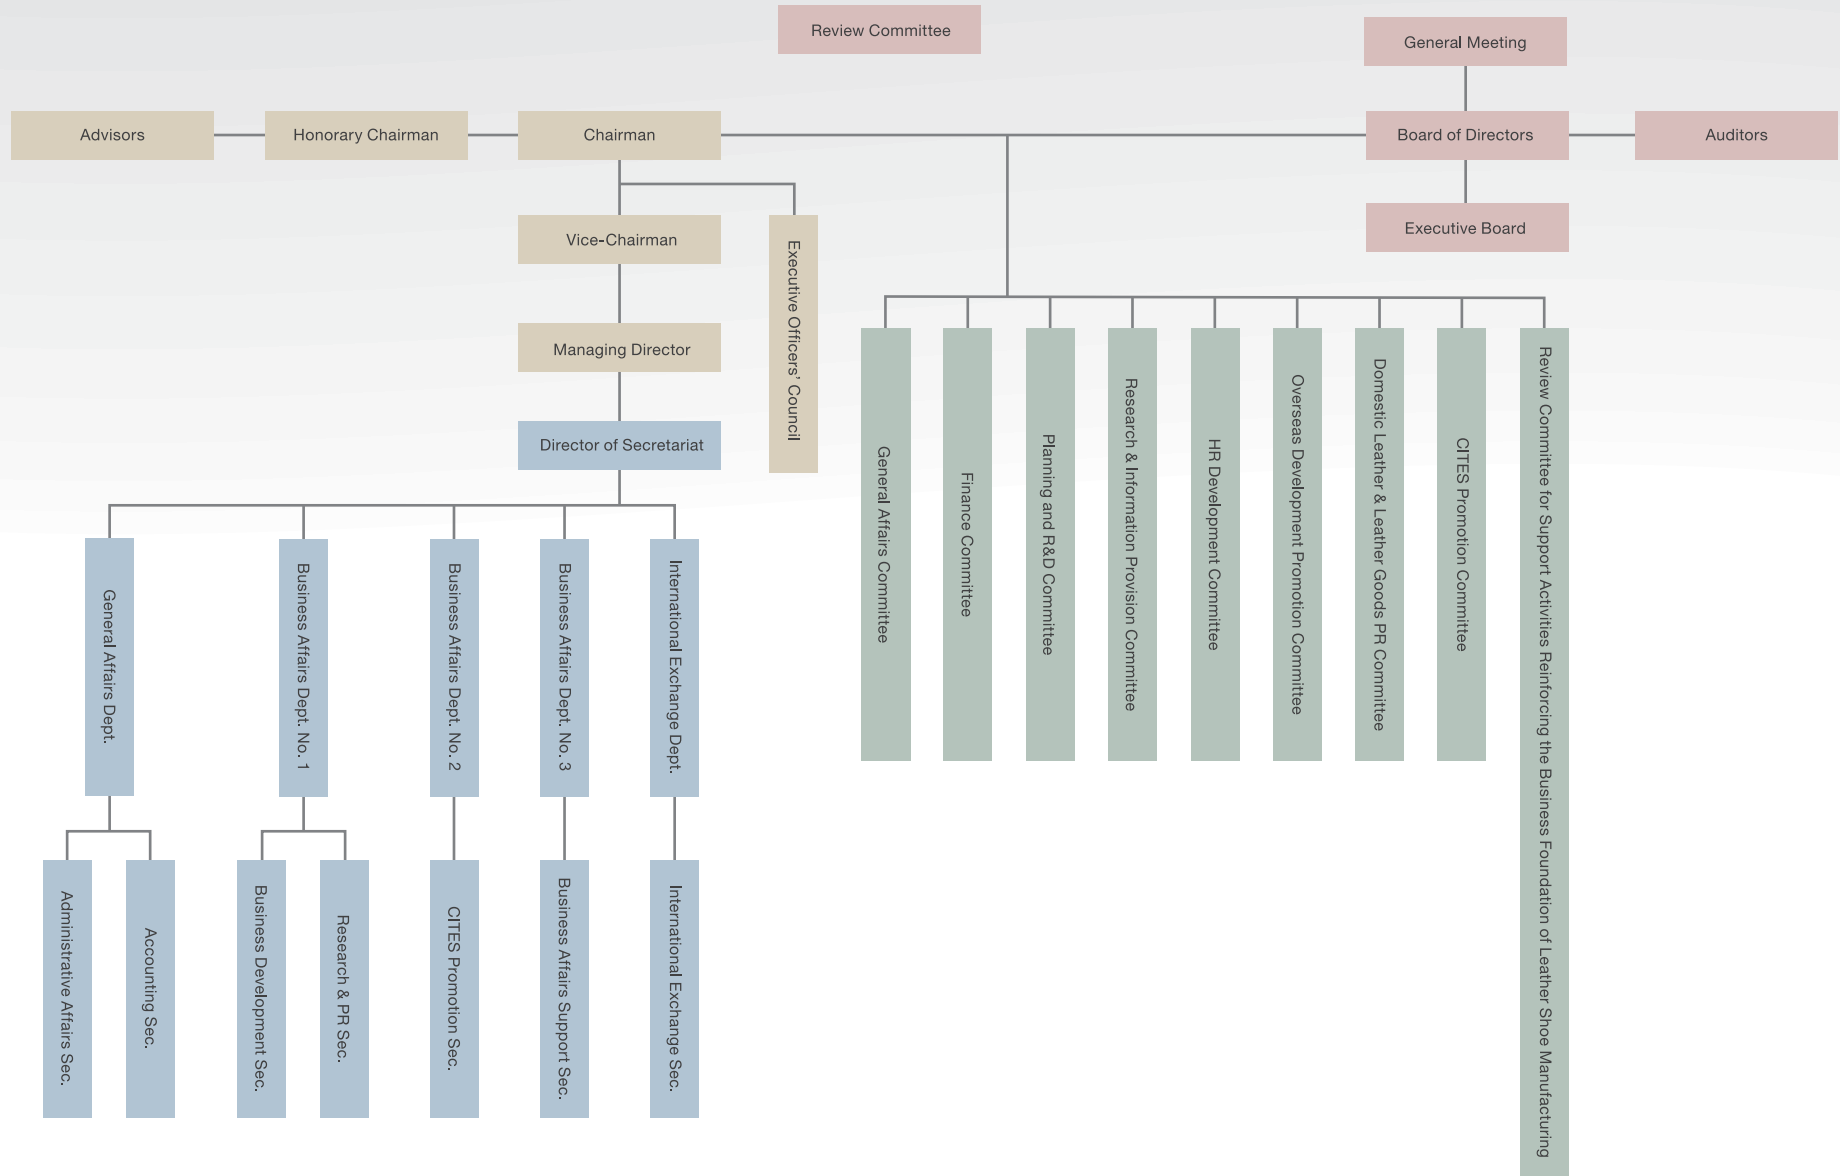 Review Committee
General Meeting
Advisors
Honorary Chairman
Chairman
Board of Directors
Auditors
Vice-Chairman
Executive Officers' Council
Executive Board
Managing Director
Director of Secretariat
General Affairs Committee
Finance Committee
Planning and R&D Committee
Research & Information Provision Committee
HR Development Committee
Overseas Development Promotion Committee
Domestic Leather & Leather Goods PR Committee
CITES Promotion Committee
Review Committee for Support Activities Reinforcing the Business Foundation of Leather Shoe Manufacturing
General Affairs Dept.
Business Affairs Dept. No. 1
Business Affairs Dept. No. 2
Business Affairs Dept. No. 3
International Exchange Dept.
Administrative Affairs Sec.
Accounting Sec.
Business Development Sec.
Research & PR Sec.
CITES Promotion Sec.
Business Affairs Support Sec.
International Exchange Sec.